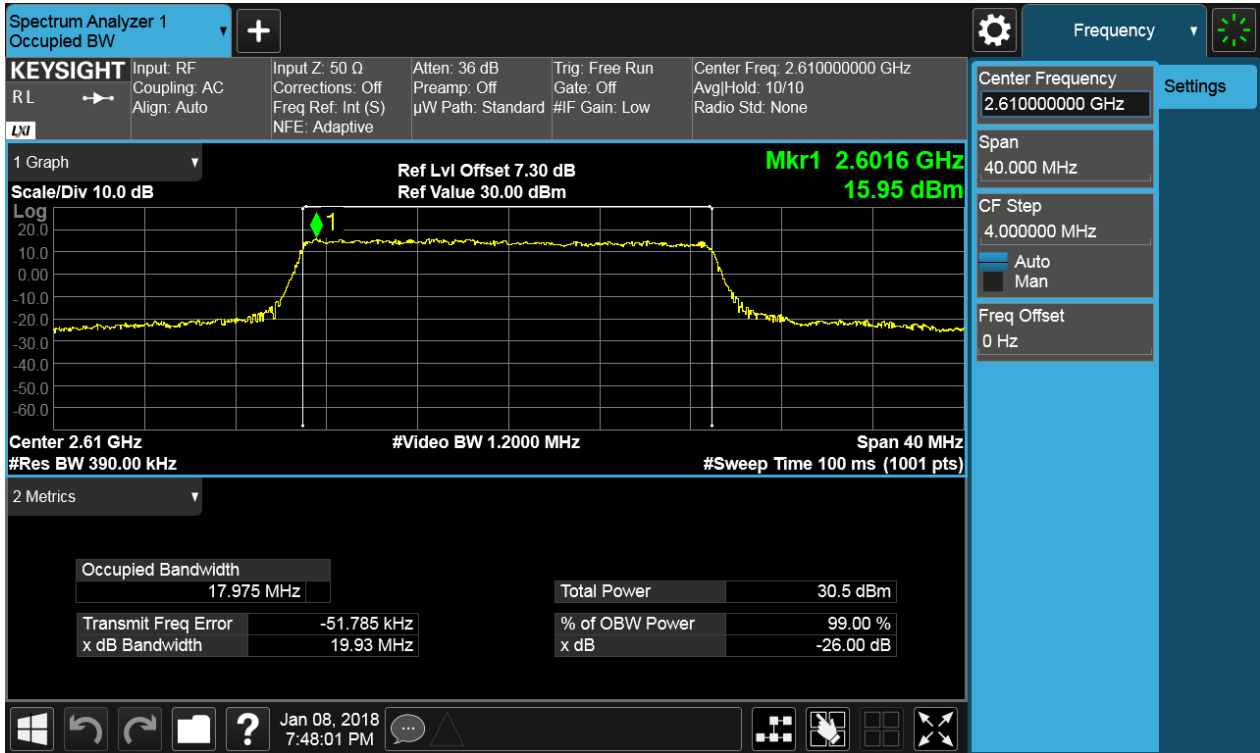 Spectrum Analyzer 1
Occupied BW
+
Frequency
KEYSIGHT
RL
LXI
Input: RF
Coupling: AC
Align: Auto
Input Z: 50 Ω
Corrections: Off
Freq Ref: Int (S)
NFE: Adaptive
Atten: 36 dB
Preamp: Off
µW Path: Standard
Trig: Free Run
Gate: Off
#IF Gain: Low
Center Freq: 2.610000000 GHz
Avg|Hold: 10/10
Radio Std: None
Center Frequency
2.610000000 GHz
Settings
Span
40.000 MHz
CF Step
4.000000 MHz
Auto
Man
Freq Offset
0 Hz
1 Graph
Scale/Div 10.0 dB
Ref Lvl Offset 7.30 dB
Ref Value 30.00 dBm
Mkr1 2.6016 GHz
15.95 dBm
Log
1
20.0
10.0
0.00
-10.0
-20.0
-30.0
-40.0
-50.0
-60.0
Center 2.61 GHz
#Video BW 1.2000 MHz
Span 40 MHz
#Res BW 390.00 kHz
#Sweep Time 100 ms (1001 pts)
2 Metrics
Occupied Bandwidth
17.975 MHz
Total Power 30.5 dBm
Transmit Freq Error -51.785 kHz
% of OBW Power 99.00 %
x dB Bandwidth 19.93 MHz
x dB -26.00 dB
?
Jan 08, 2018
7:48:01 PM